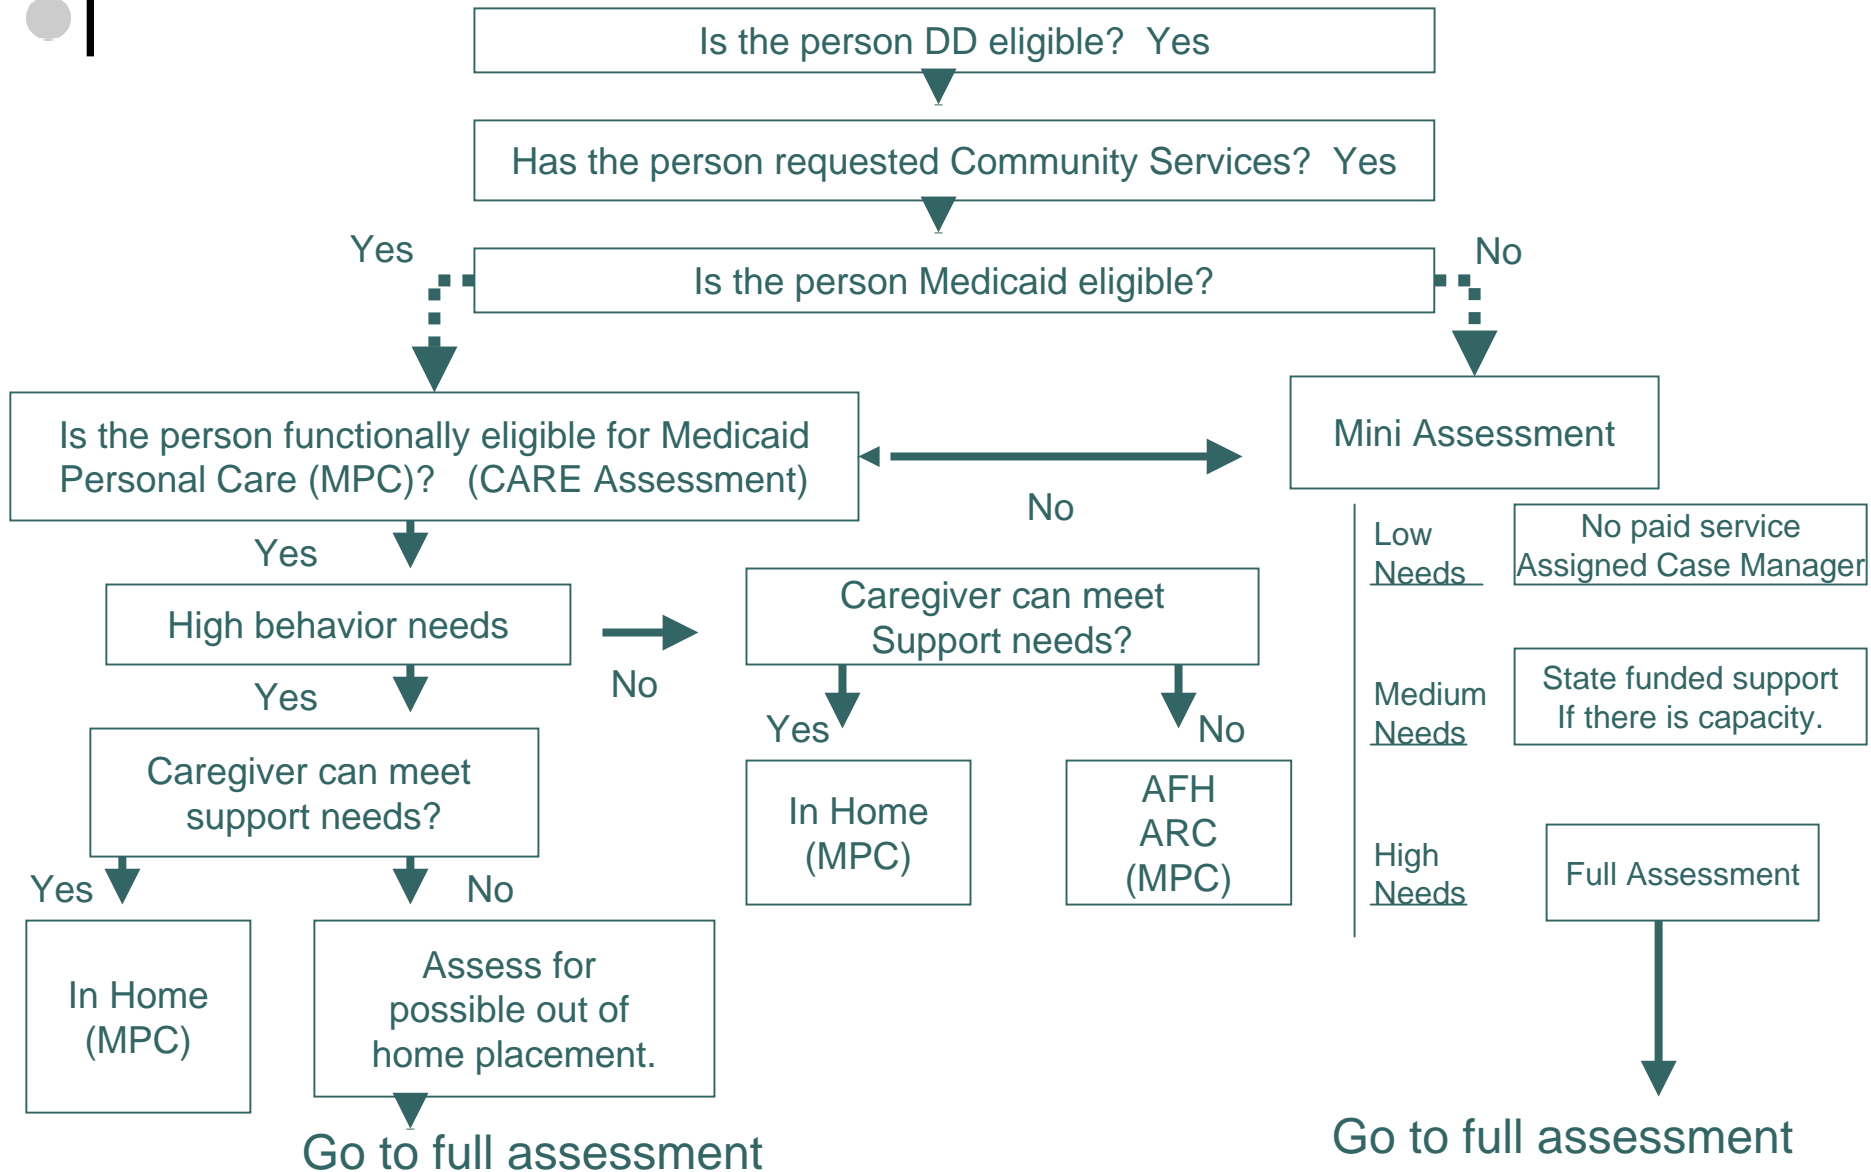 Is the person DD eligible? Yes
Has the person requested Community Services? Yes
Yes
No
Is the person Medicaid eligible?
Is the person functionally eligible for Medicaid
Personal Care (MPC)? (CARE Assessment)
Mini Assessment
No
Yes
Low
Needs
No paid service
Assigned Case Manager
High behavior needs
No
Caregiver can meet
Support needs?
Yes
Medium
Needs
State funded support
If there is capacity.
Caregiver can meet
support needs?
Yes
No
In Home
(MPC)
AFH
ARC
(MPC)
High
Needs
Full Assessment
Yes
No
In Home
(MPC)
Assess for
possible out of
home placement.
Go to full assessment
Go to full assessment